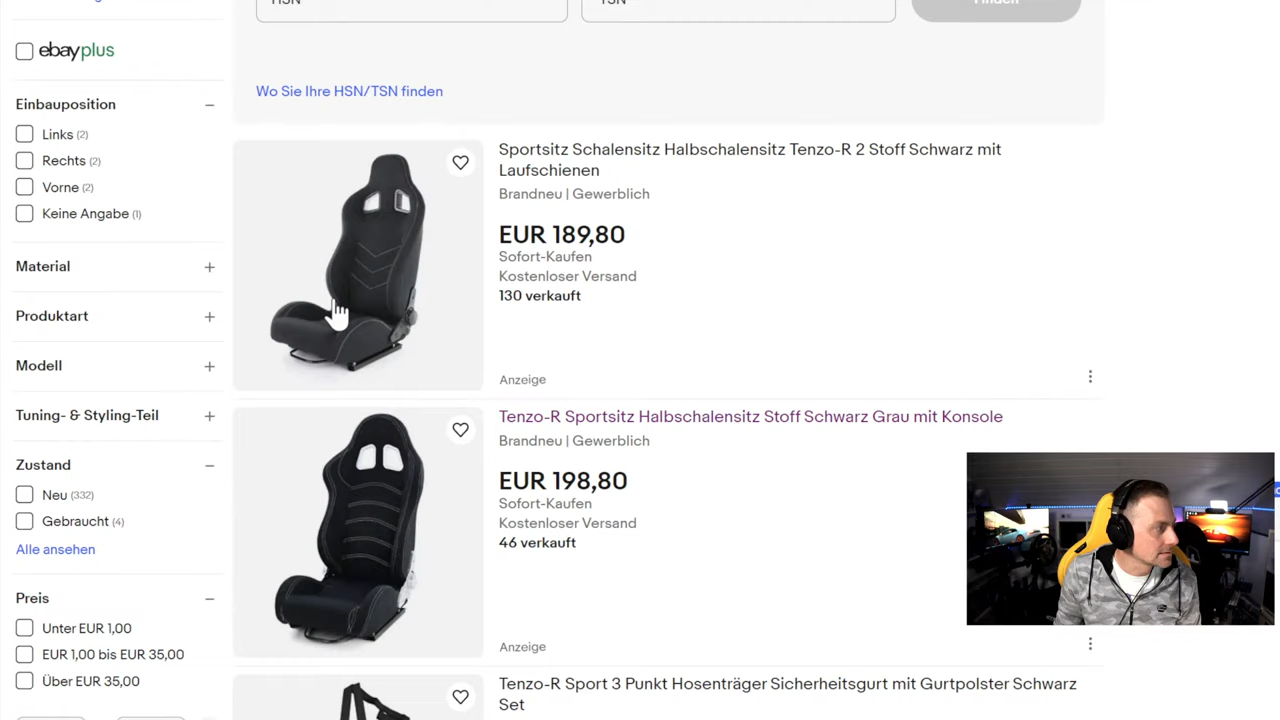 ebayplus
Einbauposition
Links (2)
Rechts (2)
Vorne (2)
Keine Angabe (1)
Material
Produktart
Modell
Tuning- & Styling-Teil
Zustand
Neu (332)
Gebraucht (4)
Alle ansehen
Preis
Unter EUR 1,00
EUR 1,00 bis EUR 35,00
Über EUR 35,00
HSN
TSN
Finden
Wo Sie Ihre HSN/TSN finden
Sportsitz Schalensitz Halbschalensitz Tenzo-R 2 Stoff Schwarz mit
Laufschienen
Brandneu | Gewerblich
EUR 189,80
Sofort-Kaufen
Kostenloser Versand
130 verkauft
Anzeige
Tenzo-R Sportsitz Halbschalensitz Stoff Schwarz Grau mit Konsole
Brandneu | Gewerblich
EUR 198,80
Sofort-Kaufen
Kostenloser Versand
46 verkauft
Anzeige
Tenzo-R Sport 3 Punkt Hosenträger Sicherheitsgurt mit Gurtpolster Schwarz
Set